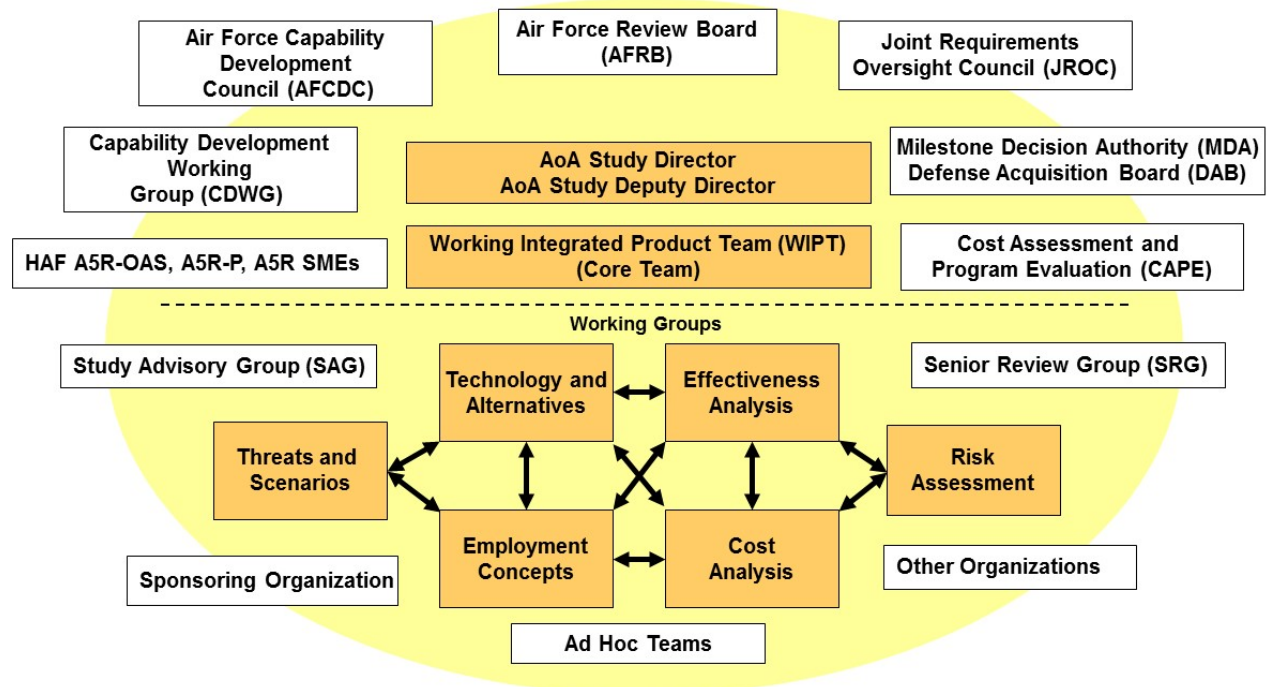 Air Force Capability
Development
Council (AFCDC)
Air Force Review Board
(AFRB)
Joint Requirements
Oversight Council (JROC)
Capability Development
Working
Group (CDWG)
AoA Study Director
AoA Study Deputy Director
Milestone Decision Authority (MDA)
Defense Acquisition Board (DAB)
HAF A5R-OAS, A5R-P, A5R SMEs
Working Integrated Product Team (WIPT)
(Core Team)
Cost Assessment and
Program Evaluation (CAPE)
Working Groups
Study Advisory Group (SAG)
Technology and
Alternatives
Effectiveness
Analysis
Senior Review Group (SRG)
Threats and
Scenarios
Risk
Assessment
Employment
Concepts
Cost
Analysis
Sponsoring Organization
Other Organizations
Ad Hoc Teams